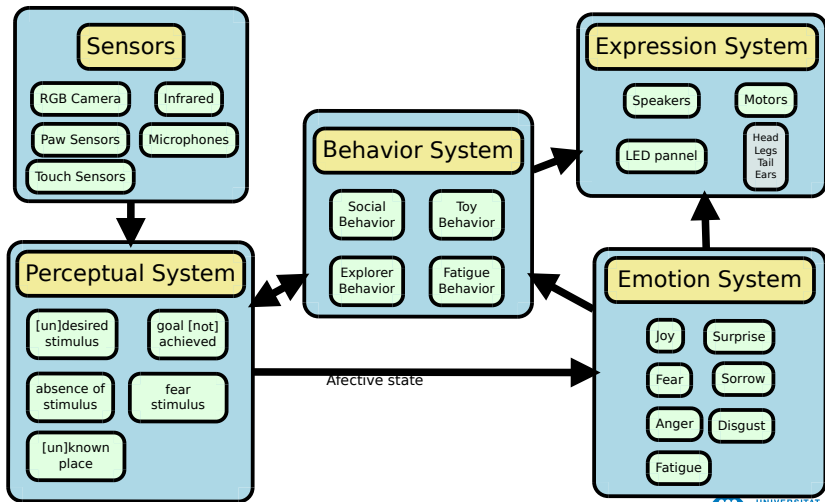 Sensors
RGB Camera
Infrared
Paw Sensors
Microphones
Touch Sensors
Expression System
Speakers
Motors
LED pannel
Head
Legs
Tail
Ears
Behavior System
Social
Behavior
Toy
Behavior
Explorer
Behavior
Fatigue
Behavior
Perceptual System
[un]desired
stimulus
goal [not]
achieved
absence of
stimulus
fear
stimulus
[un]known
place
Afective state
Emotion System
Joy
Surprise
Fear
Sorrow
Anger
Disgust
Fatigue
UNIVERSITAT